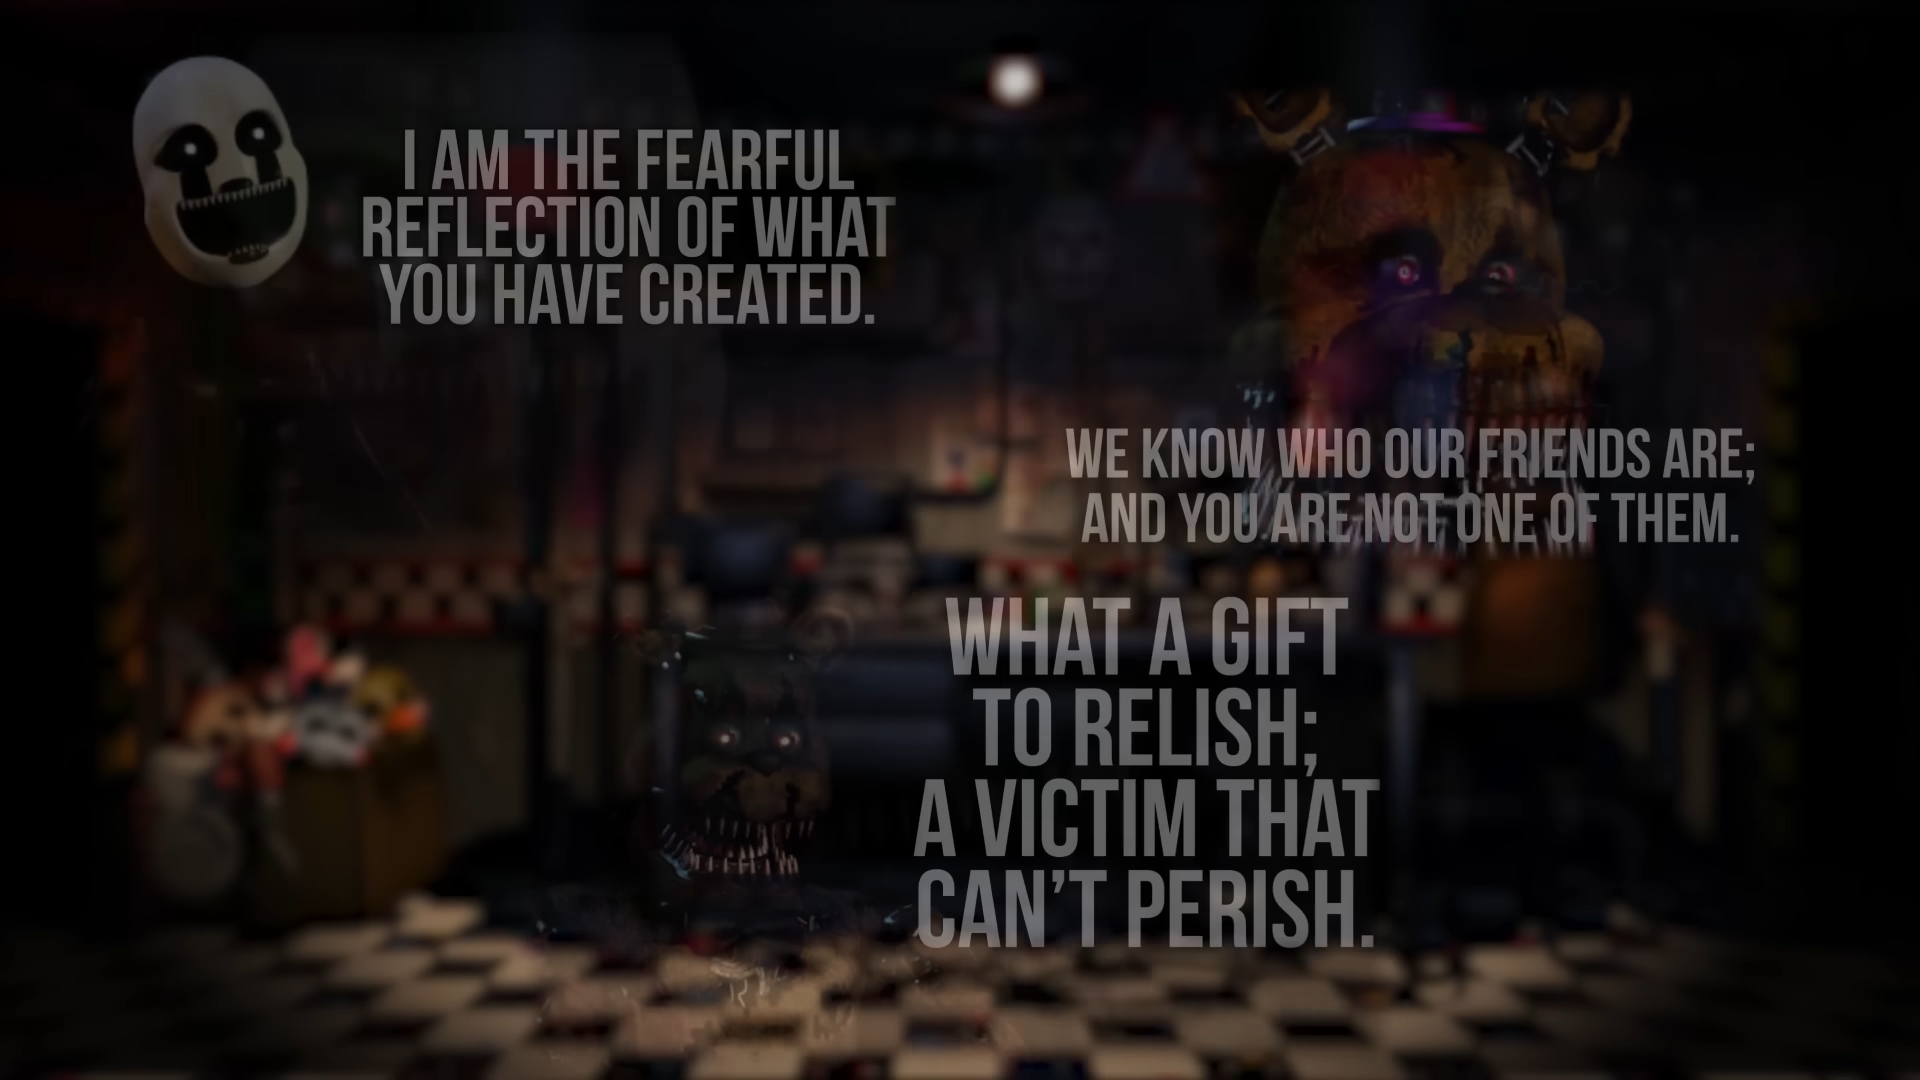 I AM THE FEARFUL
REFLECTION OF WHAT
YOU HAVE CREATED.
WE KNOW WHO OUR FRIENDS ARE;
AND YOU ARE NOT ONE OF THEM.
WHAT A GIFT
TO RELISH;
A VICTIM THAT
CAN'T PERISH.